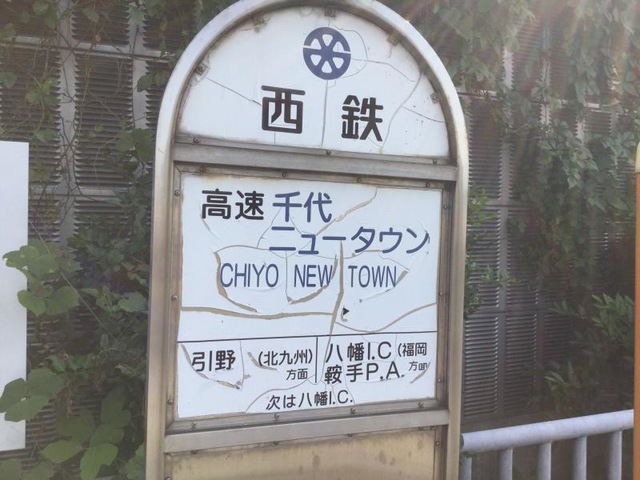 西鉄
高速千代
ニュータウン
CHIYO NEW TOWN
引野 (北九州)方面 八幡I.C 鞍手P.A. (福岡)方面
次は八幡I.C.